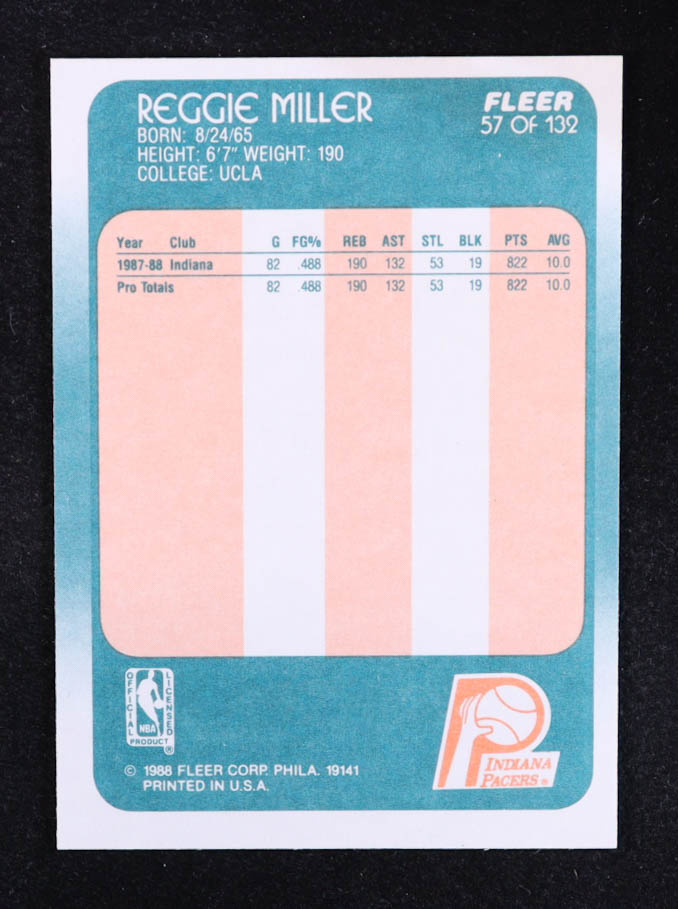 REGGIE MILLER
FLEER
57 OF 132
BORN: 8/24/65
HEIGHT: 6'7" WEIGHT: 190
COLLEGE: UCLA
Year Club G FG% REB AST STL BLK PTS AVG
1987-88 Indiana 82 .488 190 132 53 19 822 10.0
Pro Totals 82 .488 190 132 53 19 822 10.0
OFFICIAL LICENSED
NBA
PRODUCT ®
© 1988 FLEER CORP. PHILA. 19141
PRINTED IN U.S.A.
INDIANA
PACERS ®